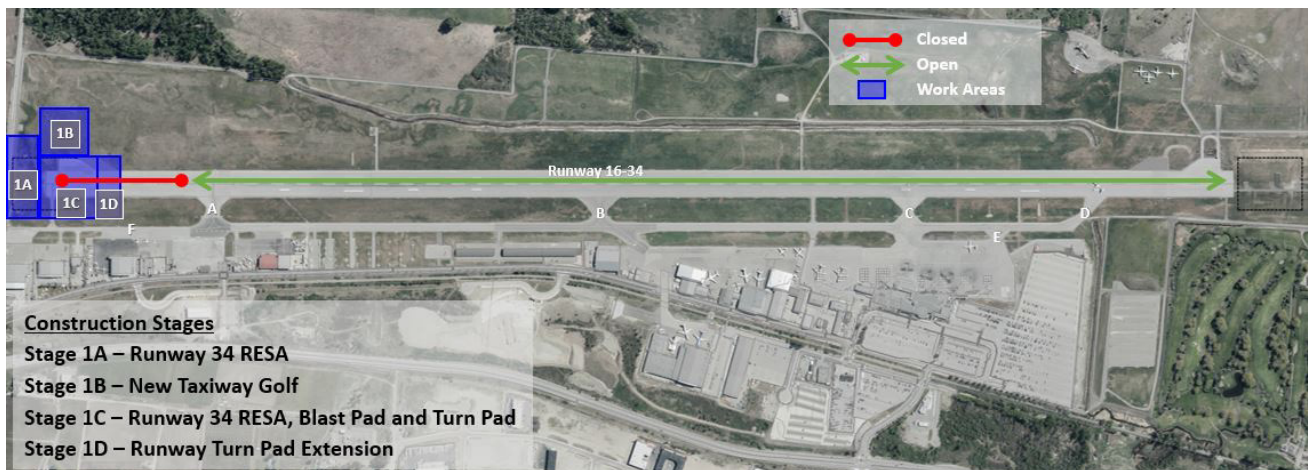 Closed
Open
Work Areas
1B
Runway 16-34
1A
1C
1D
A
B
C
D
F
E
Construction Stages
Stage 1A – Runway 34 RESA
Stage 1B – New Taxiway Golf
Stage 1C – Runway 34 RESA, Blast Pad and Turn Pad
Stage 1D – Runway Turn Pad Extension